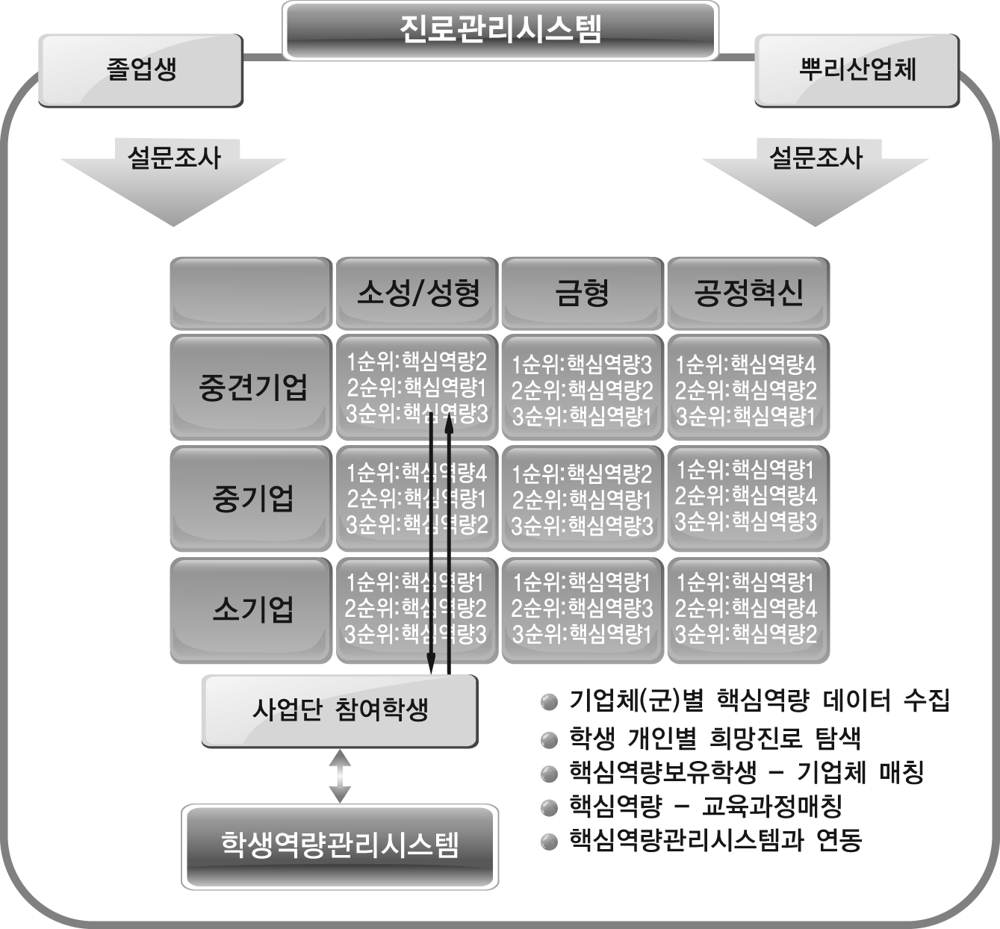 진로관리시스템
졸업생
뿌리산업체
설문조사
설문조사
소성/성형
금형
공정혁신
중견기업
1순위:핵심역량2
2순위:핵심역량1
3순위:핵심역량3
1순위:핵심역량3
2순위:핵심역량2
3순위:핵심역량1
1순위:핵심역량4
2순위:핵심역량2
3순위:핵심역량1
중기업
1순위:핵심역량4
2순위:핵심역량1
3순위:핵심역량2
1순위:핵심역량2
2순위:핵심역량1
3순위:핵심역량3
1순위:핵심역량1
2순위:핵심역량4
3순위:핵심역량3
소기업
1순위:핵심역량1
2순위:핵심역량2
3순위:핵심역량3
1순위:핵심역량1
2순위:핵심역량3
3순위:핵심역량1
1순위:핵심역량1
2순위:핵심역량4
3순위:핵심역량2
사업단 참여학생
학생역량관리시스템
기업체(군)별 핵심역량 데이터 수집
학생 개인별 희망진로 탐색
핵심역량보유학생 – 기업체 매칭
핵심역량 – 교육과정매칭
핵심역량관리시스템과 연동